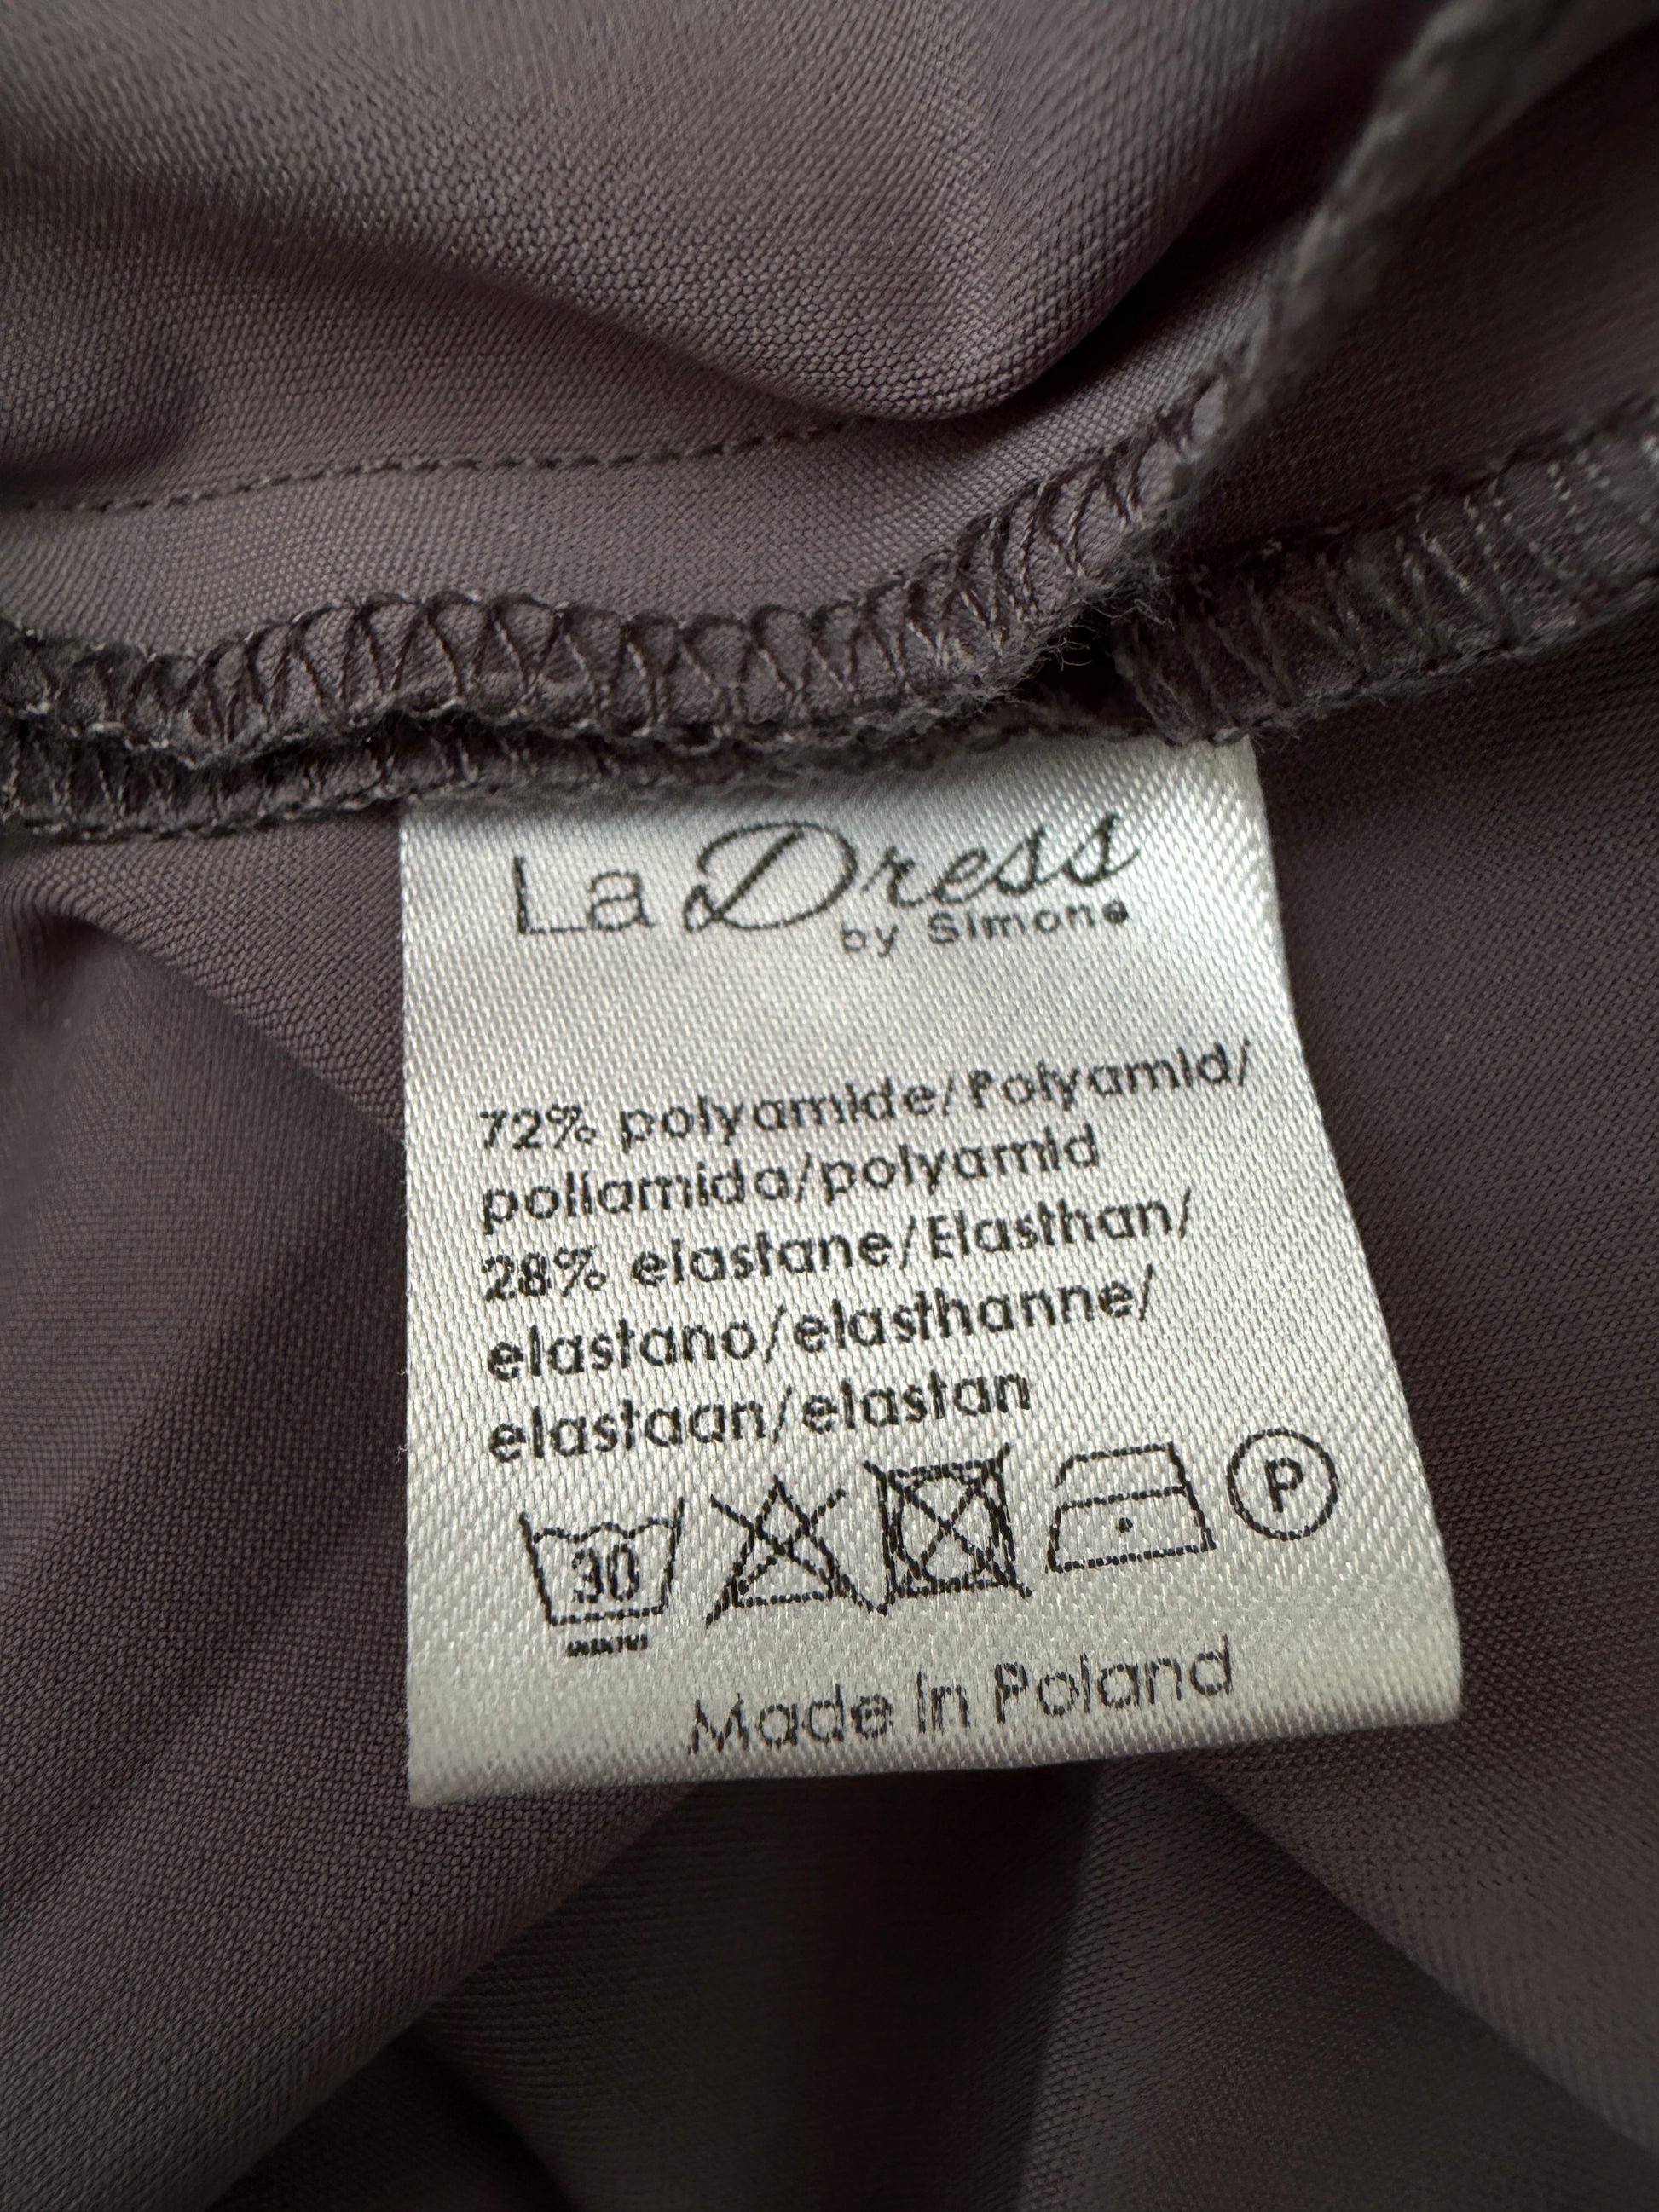 La Dress
by Simone
72% polyamide/Polyamid/
poliamida/polyamid
28% elastane/Elasthan/
elastano/elasthanne/
elastaan/elastan
30
P
Made in Poland